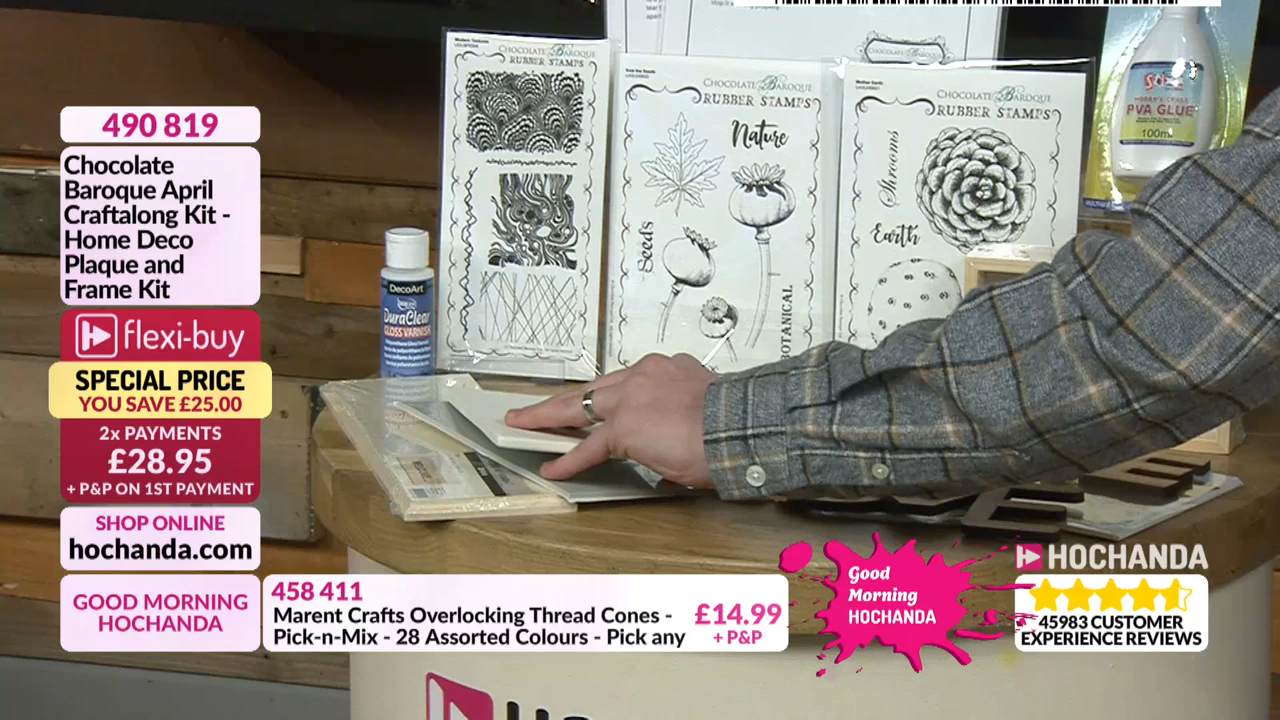 490 819
Chocolate
Baroque April
Craftalong Kit -
Home Deco
Plaque and
Frame Kit
flexi-buy
SPECIAL PRICE
YOU SAVE £25.00
2x PAYMENTS
£28.95
+ P&P ON 1ST PAYMENT
SHOP ONLINE
hochanda.com
GOOD MORNING
HOCHANDA
458 411
Marent Crafts Overlocking Thread Cones -
Pick-n-Mix - 28 Assorted Colours - Pick any
£14.99
+ P&P
Good
Morning
HOCHANDA
HOCHANDA
45983 CUSTOMER
EXPERIENCE REVIEWS
CHOCOLATE BAROQUE
RUBBER STAMPS
CHOCOLATE BAROQUE
RUBBER STAMPS
Nature
Seeds
BOTANICAL
CHOCOLATE BAROQUE
RUBBER STAMPS
Shrooms
Earth
CHOCOLATE BAROQUE
DecoArt
DuraClear
GLOSS VARNISH
PVA GLUE
100ml